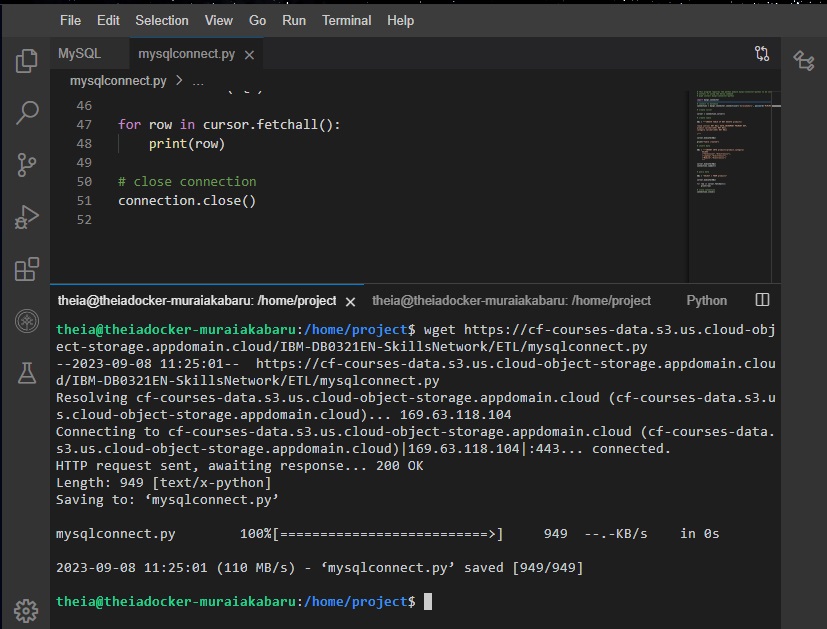 File Edit Selection View Go Run Terminal Help
MySQL mysqlconnect.py
mysqlconnect.py > ...
46
47 for row in cursor.fetchall():
48 print(row)
49
50 # close connection
51 connection.close()
52
theia@theiadocker-muraiakabaru: /home/project theia@theiadocker-muraiakabaru: /home/project Python
theia@theiadocker-muraiakabaru:/home/project$ wget https://cf-courses-data.s3.us.cloud-obj
ect-storage.appdomain.cloud/IBM-DB0321EN-SkillsNetwork/ETL/mysqlconnect.py
--2023-09-08 11:25:01-- https://cf-courses-data.s3.us.cloud-object-storage.appdomain.clou
d/IBM-DB0321EN-SkillsNetwork/ETL/mysqlconnect.py
Resolving cf-courses-data.s3.us.cloud-object-storage.appdomain.cloud (cf-courses-data.s3.u
s.cloud-object-storage.appdomain.cloud)... 169.63.118.104
Connecting to cf-courses-data.s3.us.cloud-object-storage.appdomain.cloud (cf-courses-data.
s3.us.cloud-object-storage.appdomain.cloud)|169.63.118.104|:443... connected.
HTTP request sent, awaiting response... 200 OK
Length: 949 [text/x-python]
Saving to: ‘mysqlconnect.py’
mysqlconnect.py 100%[==========================>] 949 --.-KB/s in 0s
2023-09-08 11:25:01 (110 MB/s) - ‘mysqlconnect.py’ saved [949/949]
theia@theiadocker-muraiakabaru:/home/project$